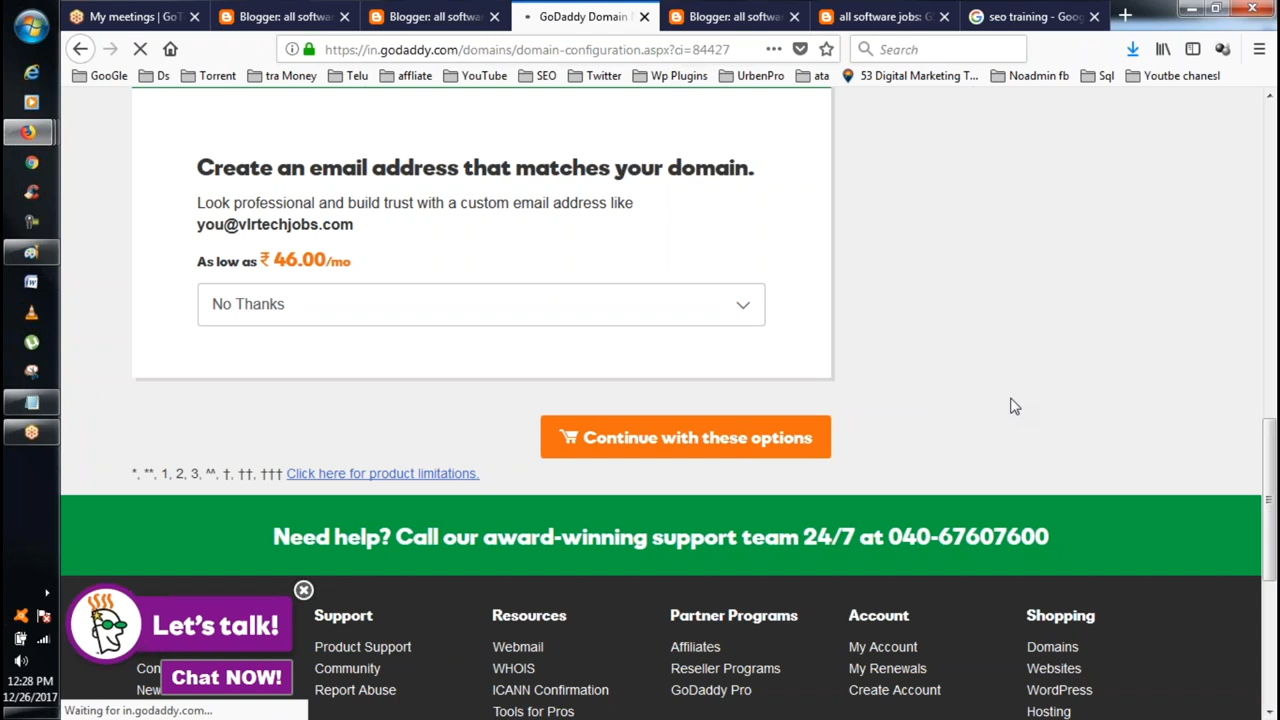 My meetings | GoT
Blogger: all softwa
Blogger: all softwa
GoDaddy Domain
Blogger: all softwa
all software jobs: G
seo training - Goog
https://in.godaddy.com/domains/domain-configuration.aspx?ci=84427
Search
GooGle
Ds
Torrent
tra Money
Telu
affliate
YouTube
SEO
Twitter
Wp Plugins
UrbenPro
ata
53 Digital Marketing T...
Noadmin fb
Sql
Youtbe chanesl
Create an email address that matches your domain.
Look professional and build trust with a custom email address like
you@vlrtechjobs.com
As low as ₹ 46.00/mo
No Thanks
Continue with these options
*, **, 1, 2, 3, ^^, †, ††, ††† Click here for product limitations.
Need help? Call our award-winning support team 24/7 at 040-67607600
Let's talk!
Chat NOW!
Con
New
Support
Product Support
Community
Report Abuse
Resources
Webmail
WHOIS
ICANN Confirmation
Tools for Pros
Partner Programs
Affiliates
Reseller Programs
GoDaddy Pro
Account
My Account
My Renewals
Create Account
Shopping
Domains
Websites
WordPress
Hosting
Waiting for in.godaddy.com...
12:28 PM
12/26/2017